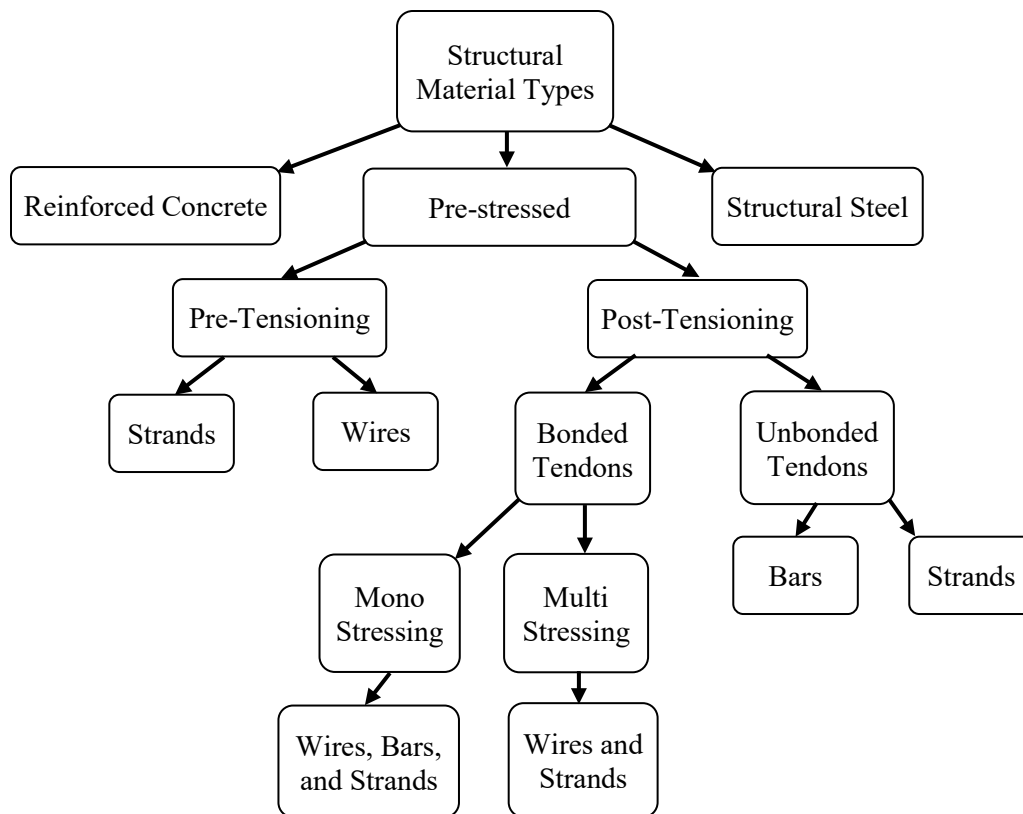 Structural
Material Types
Reinforced Concrete
Pre-stressed
Structural Steel
Pre-Tensioning
Post-Tensioning
Strands
Wires
Bonded
Tendons
Unbonded
Tendons
Mono
Stressing
Multi
Stressing
Bars
Strands
Wires, Bars,
and Strands
Wires and
Strands